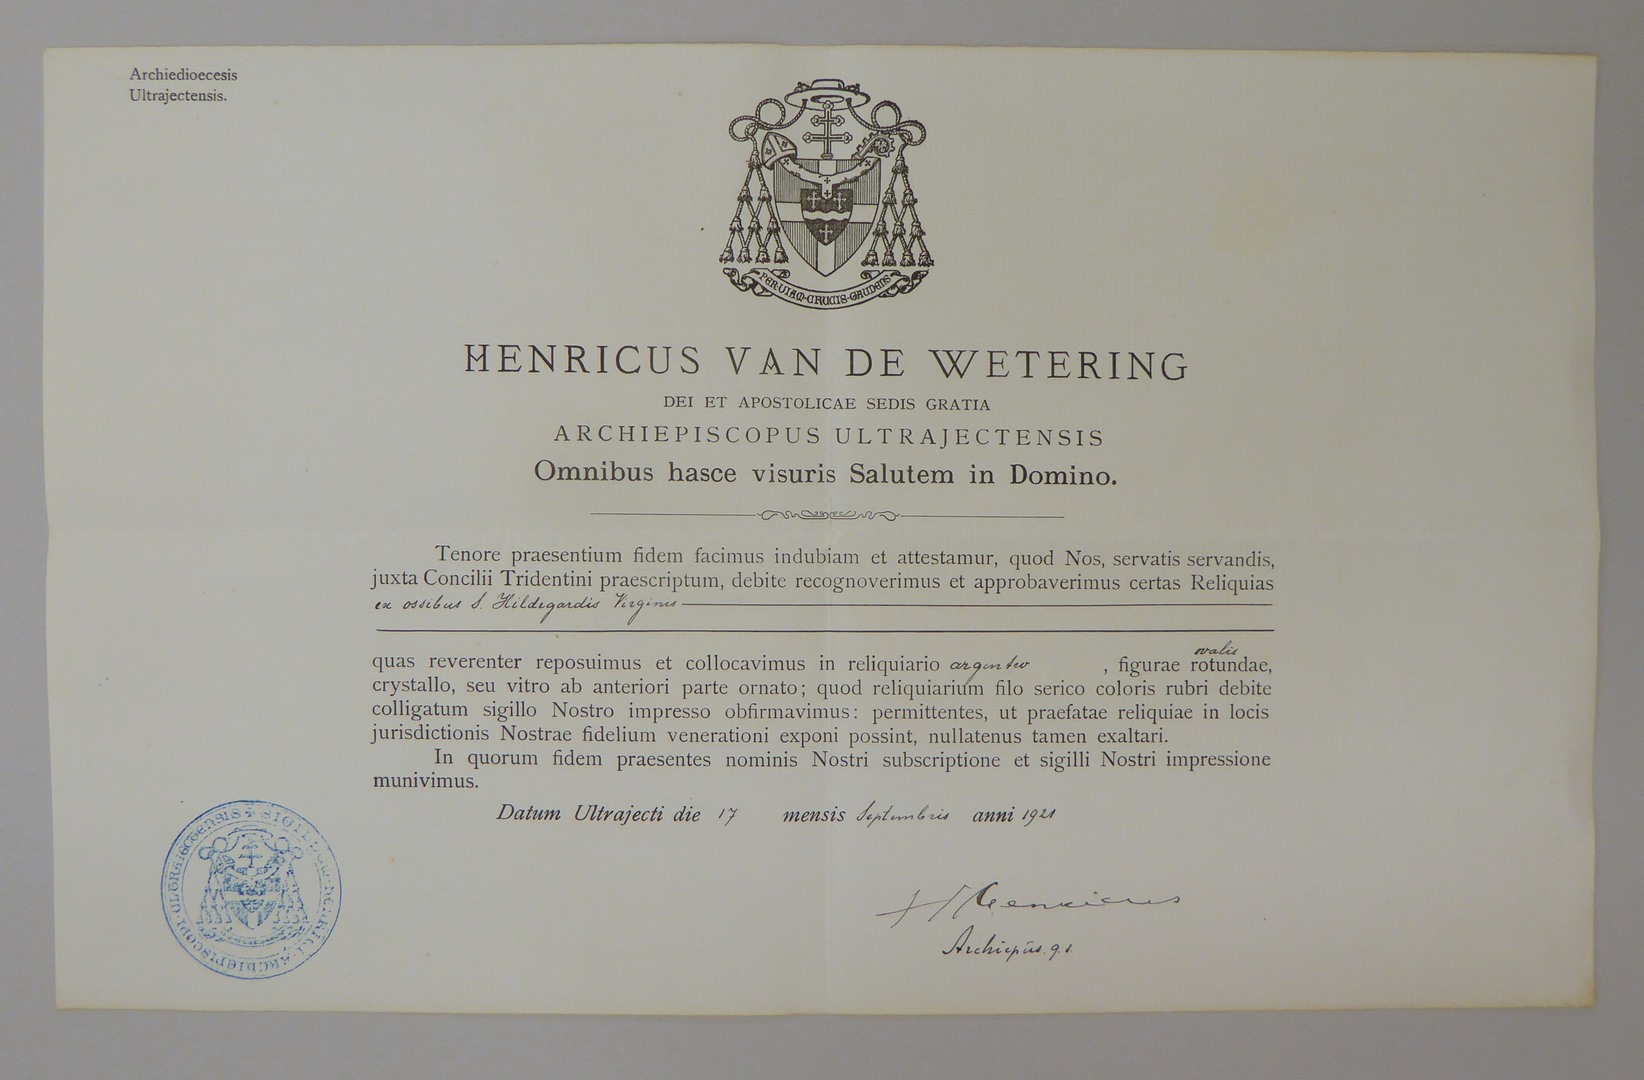 Archiedioecesis
Ultrajectensis.
PER·VIAM·CRUCIS·GAUDENS
HENRICUS VAN DE WETERING
DEI ET APOSTOLICAE SEDIS GRATIA
ARCHIEPISCOPUS ULTRAJECTENSIS
Omnibus hasce visuris Salutem in Domino.
Tenore praesentium fidem facimus indubiam et attestamur, quod Nos, servatis servandis,
juxta Concilii Tridentini praescriptum, debite recognoverimus et approbaverimus certas Reliquias
ex ossibus S. Hildegardis Virginis
ovalis
quas reverenter reposuimus et collocavimus in reliquiario argenteo , figurae rotundae,
crystallo, seu vitro ab anteriori parte ornato; quod reliquiarium filo serico coloris rubri debite
colligatum sigillo Nostro impresso obfirmavimus: permittentes, ut praefatae reliquiae in locis
jurisdictionis Nostrae fidelium venerationi exponi possint, nullatenus tamen exaltari.
In quorum fidem praesentes nominis Nostri subscriptione et sigilli Nostri impressione
munivimus.
Datum Ultrajecti die 17 mensis Septembris anni 1921
Henricus
Archiepūs. q. s.
ARCHIEPISCOPI·ULTRAJECTENSIS